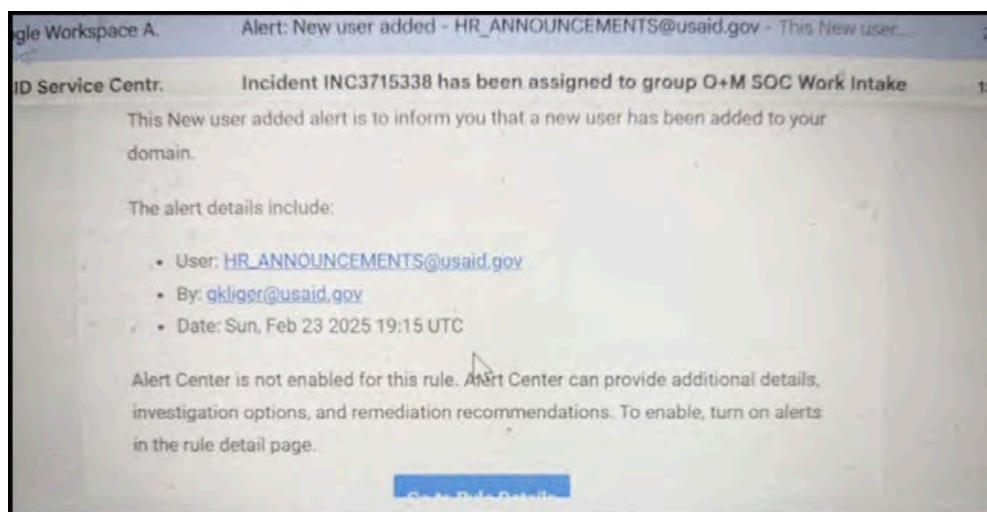 gle Workspace A. Alert: New user added - HR_ANNOUNCEMENTS@usaid.gov - This New user...
ID Service Centr. Incident INC3715338 has been assigned to group O+M SOC Work Intake
This New user added alert is to inform you that a new user has been added to your
domain.
The alert details include:
• User: HR_ANNOUNCEMENTS@usaid.gov
• By: gkliger@usaid.gov
• Date: Sun, Feb 23 2025 19:15 UTC
Alert Center is not enabled for this rule. Alert Center can provide additional details,
investigation options, and remediation recommendations. To enable, turn on alerts
in the rule detail page.
Go to Rule Details